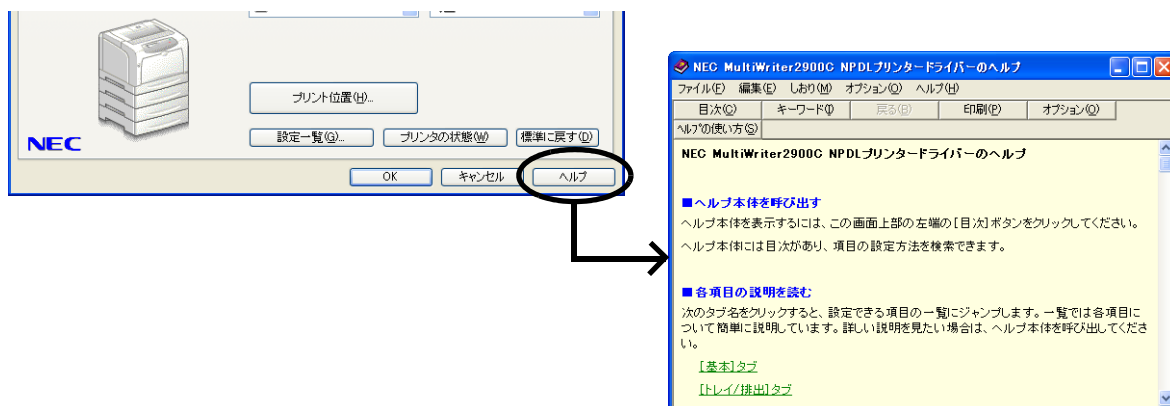 プリント位置(H)...
NEC
設定一覧(G)...
プリンタの状態(W)
標準に戻す(D)
OK
キャンセル
ヘルプ
NEC MultiWriter2900C NPDLプリンタードライバーのヘルプ
ファイル(F) 編集(E) しおり(M) オプション(O) ヘルプ(H)
目次(C) キーワード(I) 戻る(B) 印刷(P) オプション(O)
ヘルプの使い方(S)
NEC MultiWriter2900C NPDLプリンタードライバーのヘルプ
■ヘルプ本体を呼び出す
ヘルプ本体を表示するには、この画面上部の左端の[目次]ボタンをクリックしてください。
ヘルプ本体には目次があり、項目の設定方法を検索できます。
■各項目の説明を読む
次のタブ名をクリックすると、設定できる項目の一覧にジャンプします。一覧では各項目に
ついて簡単に説明しています。詳しい説明を見たい場合は、ヘルプ本体を呼び出してくださ
い。
[基本]タブ
[トレイ/排出]タブ